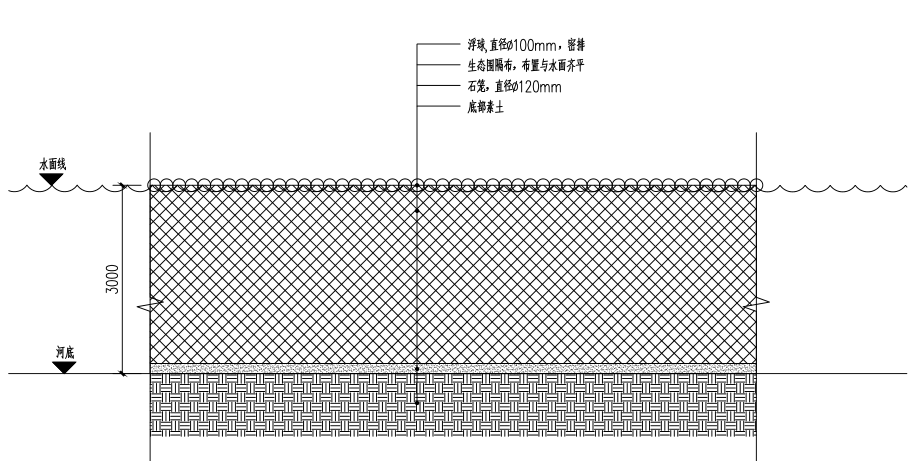 浮球，直径Ø100mm，密排
生态围隔布，布置与水面齐平
石笼，直径Ø120mm
底部素土
水面线
3000
河底